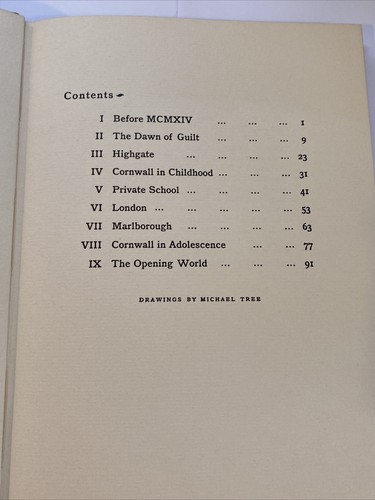 Contents
I Before MCMXIV ... ... ... 1
II The Dawn of Guilt ... ... ... 9
III Highgate ... ... ... ... 23
IV Cornwall in Childhood ... ... ... 31
V Private School ... ... ... ... 41
VI London ... ... ... ... ... 53
VII Marlborough ... ... ... ... 63
VIII Cornwall in Adolescence ... ... 77
IX The Opening World ... ... ... 91
DRAWINGS BY MICHAEL TREE